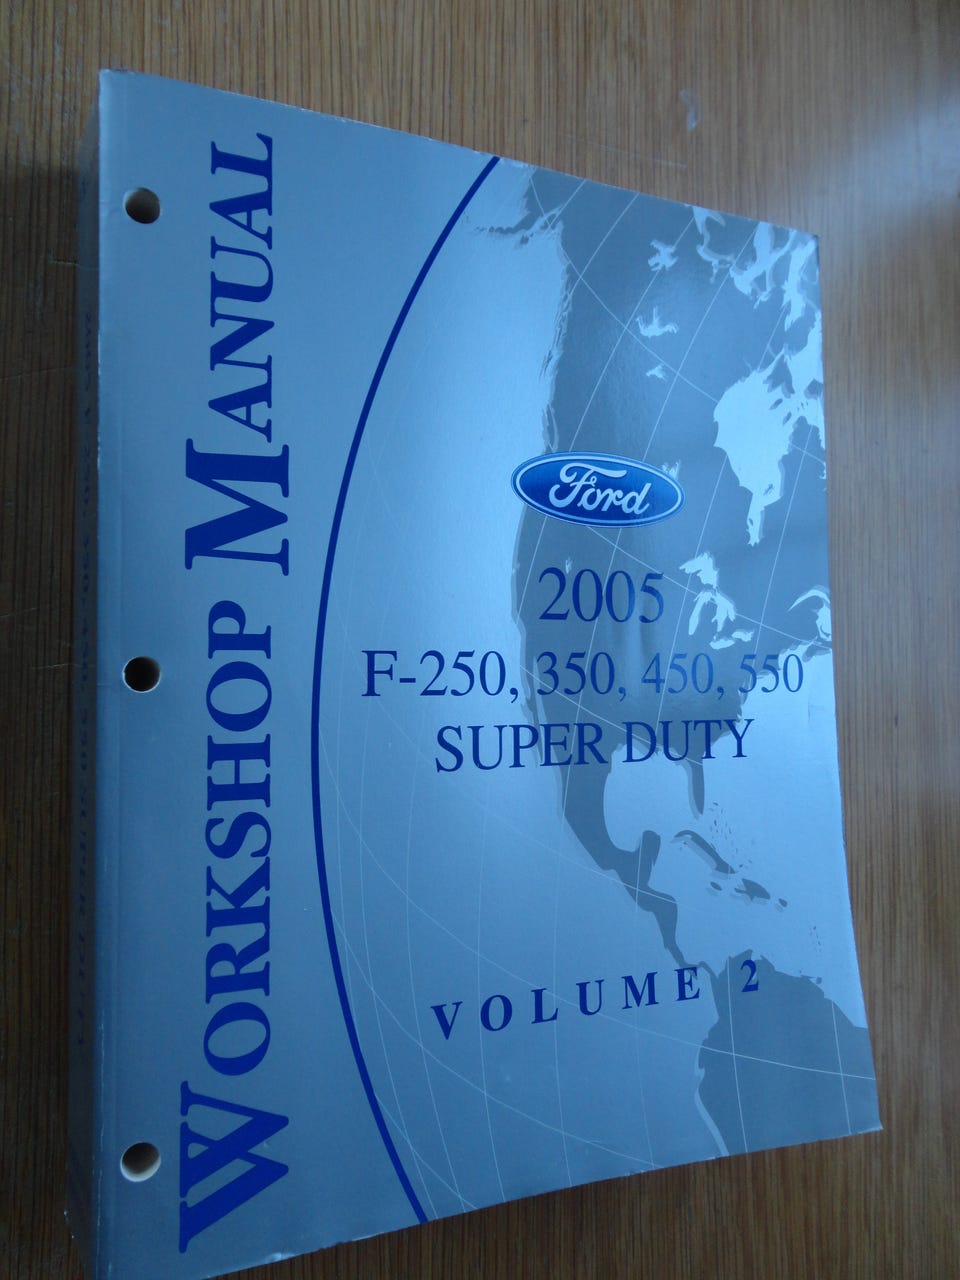 WORKSHOP MANUAL
Ford
2005
F-250, 350, 450, 550
SUPER DUTY
VOLUME 2